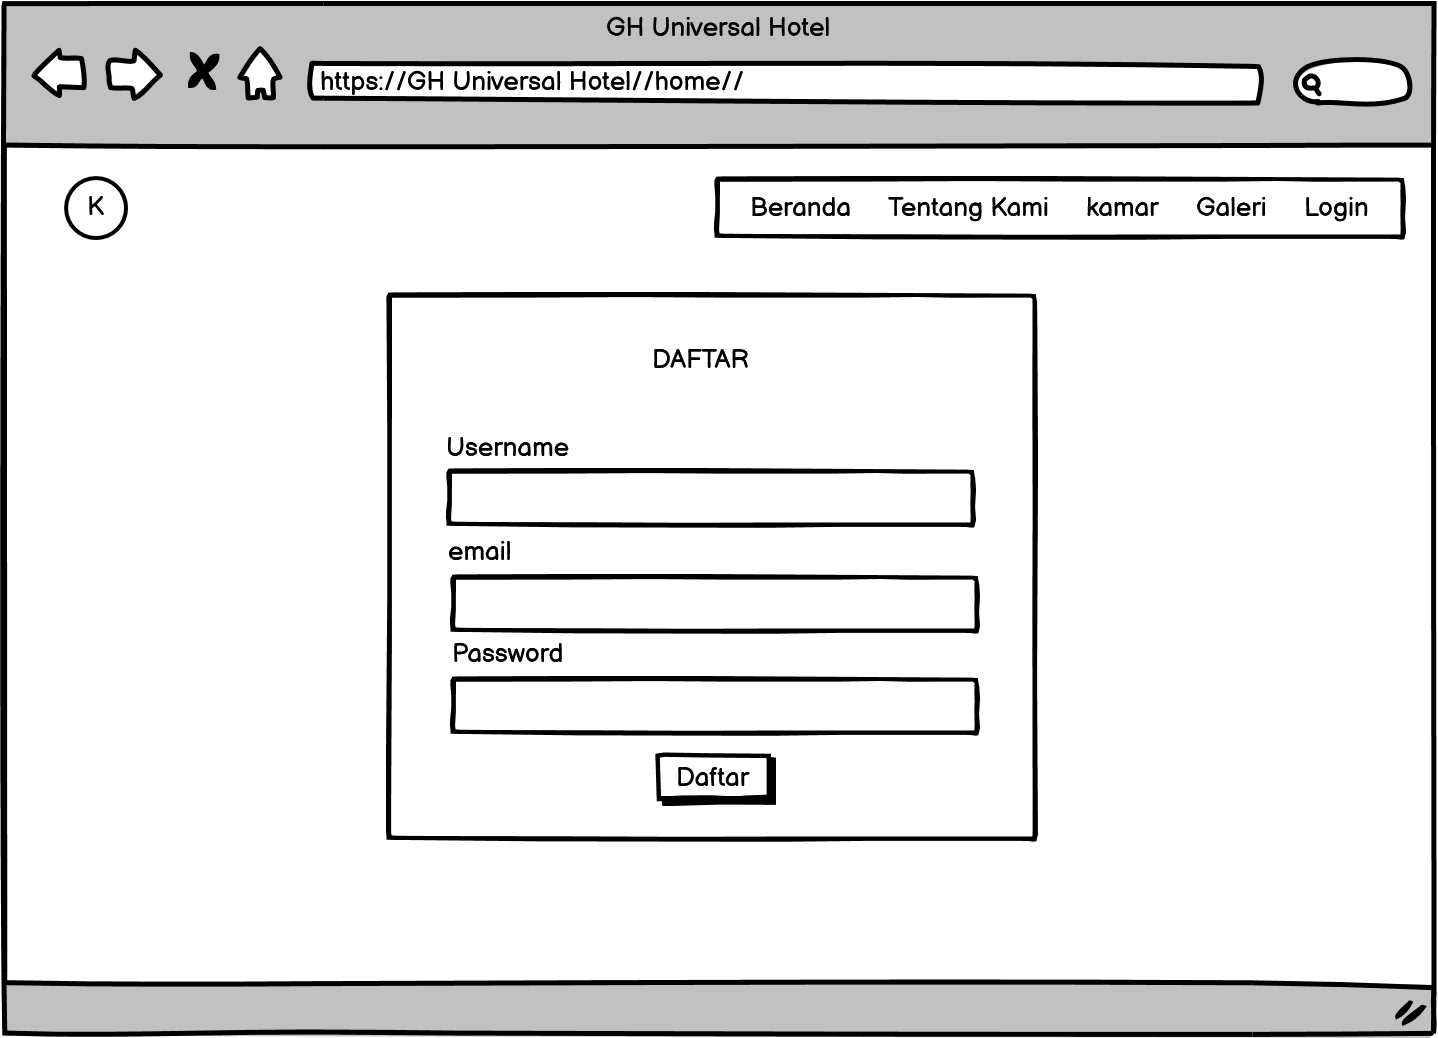 GH Universal Hotel
https://GH Universal Hotel//home//
K
Beranda Tentang Kami kamar Galeri Login
DAFTAR
Username
email
Password
Daftar